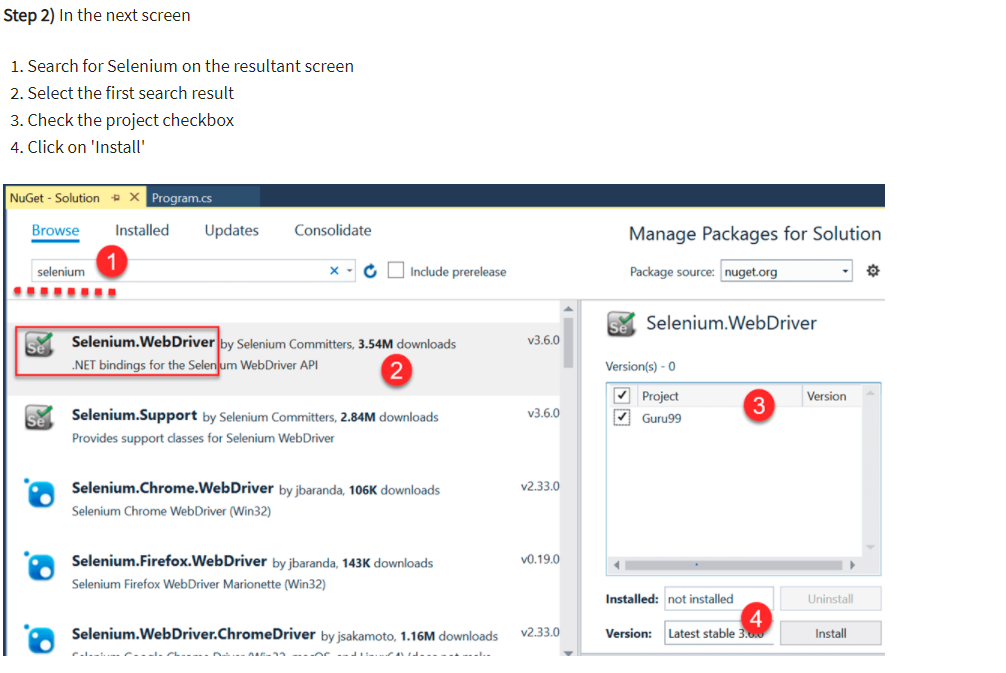 Step 2) In the next screen
1. Search for Selenium on the resultant screen
2. Select the first search result
3. Check the project checkbox
4. Click on 'Install'
NuGet - Solution Program.cs
Browse Installed Updates Consolidate
Manage Packages for Solution
1
selenium
Include prerelease
Package source: nuget.org
Se
Selenium.WebDriver by Selenium Committers, 3.54M downloads
v3.6.0
.NET bindings for the Selenium WebDriver API
2
Se
Selenium.Support by Selenium Committers, 2.84M downloads
v3.6.0
Provides support classes for Selenium WebDriver
Selenium.Chrome.WebDriver by jbaranda, 106K downloads
v2.33.0
Selenium Chrome WebDriver (Win32)
Selenium.Firefox.WebDriver by jbaranda, 143K downloads
v0.19.0
Selenium Firefox WebDriver Marionette (Win32)
Selenium.WebDriver.ChromeDriver by jsakamoto, 1.16M downloads
v2.33.0
Se
Selenium.WebDriver
Version(s) - 0
Project Version
3
Guru99
Installed: not installed Uninstall
4
Version: Latest stable Install